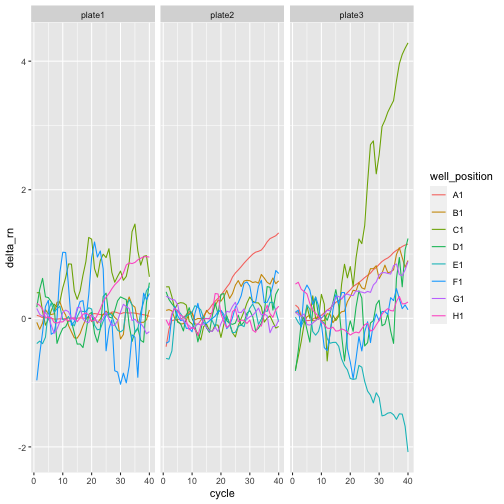 plate1 plate2 plate3
4
2
0
-2
delta_rn
0 10 20 30 40 0 10 20 30 40 0 10 20 30 40
cycle
well_position
A1
B1
C1
D1
E1
F1
G1
H1